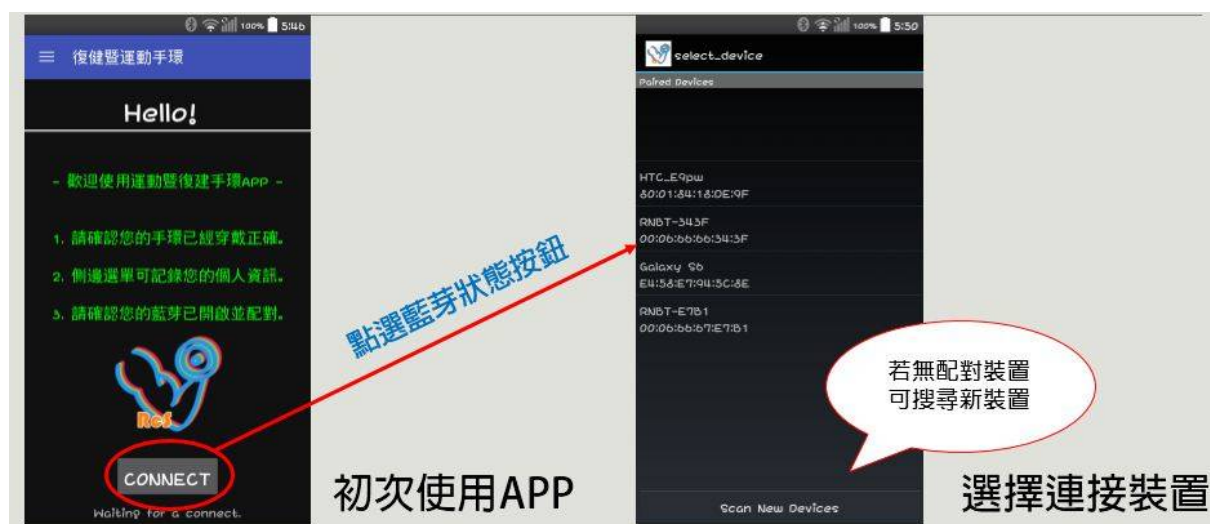 100% 5:46
復健暨運動手環
Hello!
- 歡迎使用運動暨復建手環APP -
1. 請確認您的手環已經穿戴正確。
2. 側邊選單可記錄您的個人資訊。
3. 請確認您的藍芽已開啟並配對。
RCS
CONNECT
Waiting for a connect.
初次使用APP
點選藍芽狀態按鈕
100% 5:50
select_device
Paired Devices
HTC_E9pw
80:01:84:18:DE:9F
RNBT-343F
00:06:66:66:34:3F
Galaxy S6
E4:58:E7:94:5C:8E
RNBT-E7B1
00:06:66:67:E7:B1
若無配對裝置
可搜尋新裝置
Scan New Devices
選擇連接裝置